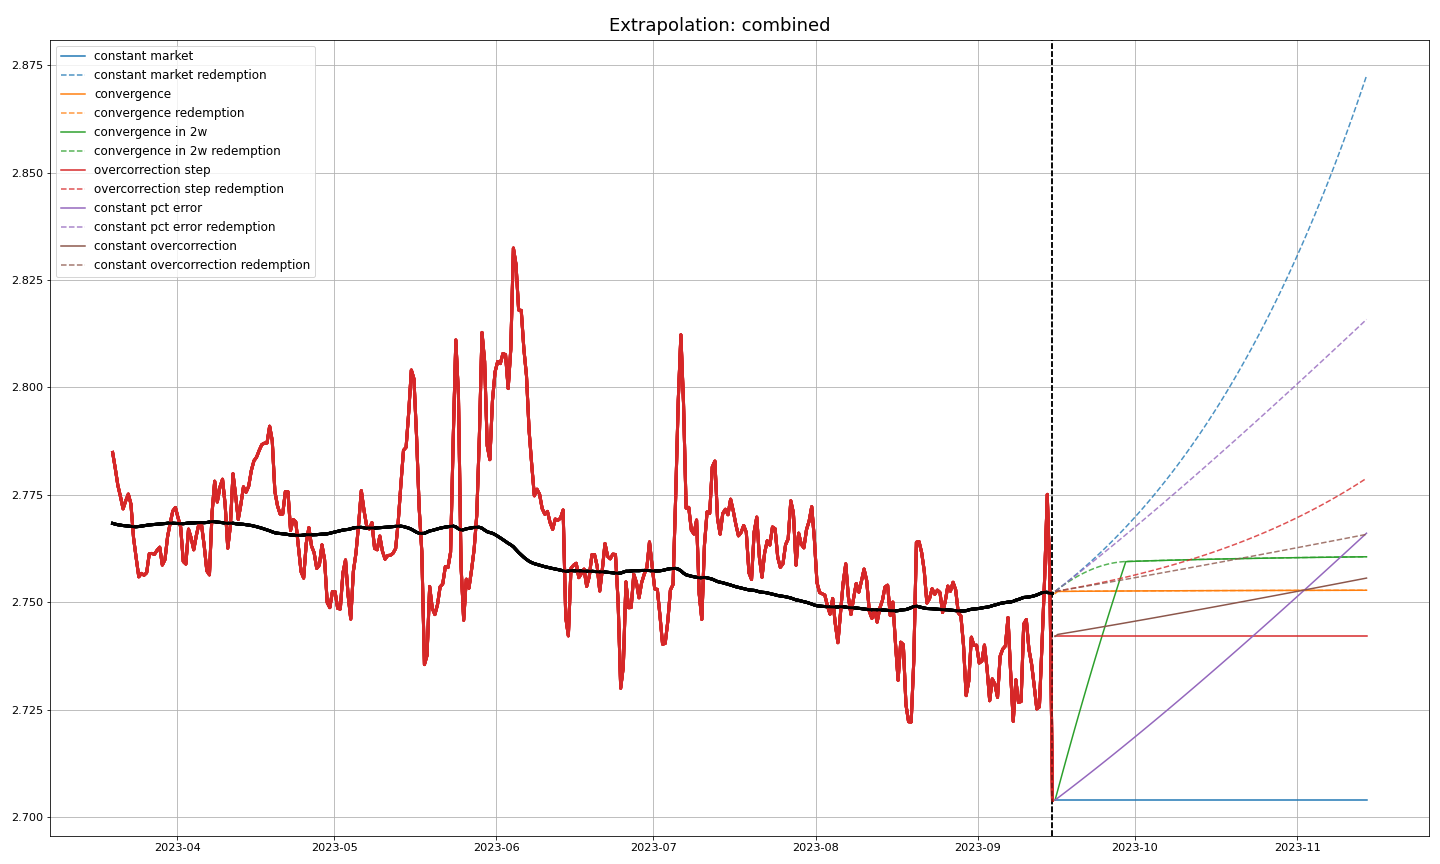 Extrapolation: combined
constant market
constant market redemption
convergence
convergence redemption
convergence in 2w
convergence in 2w redemption
overcorrection step
overcorrection step redemption
constant pct error
constant pct error redemption
constant overcorrection
constant overcorrection redemption
2.875
2.850
2.825
2.800
2.775
2.750
2.725
2.700
2023-04
2023-05
2023-06
2023-07
2023-08
2023-09
2023-10
2023-11